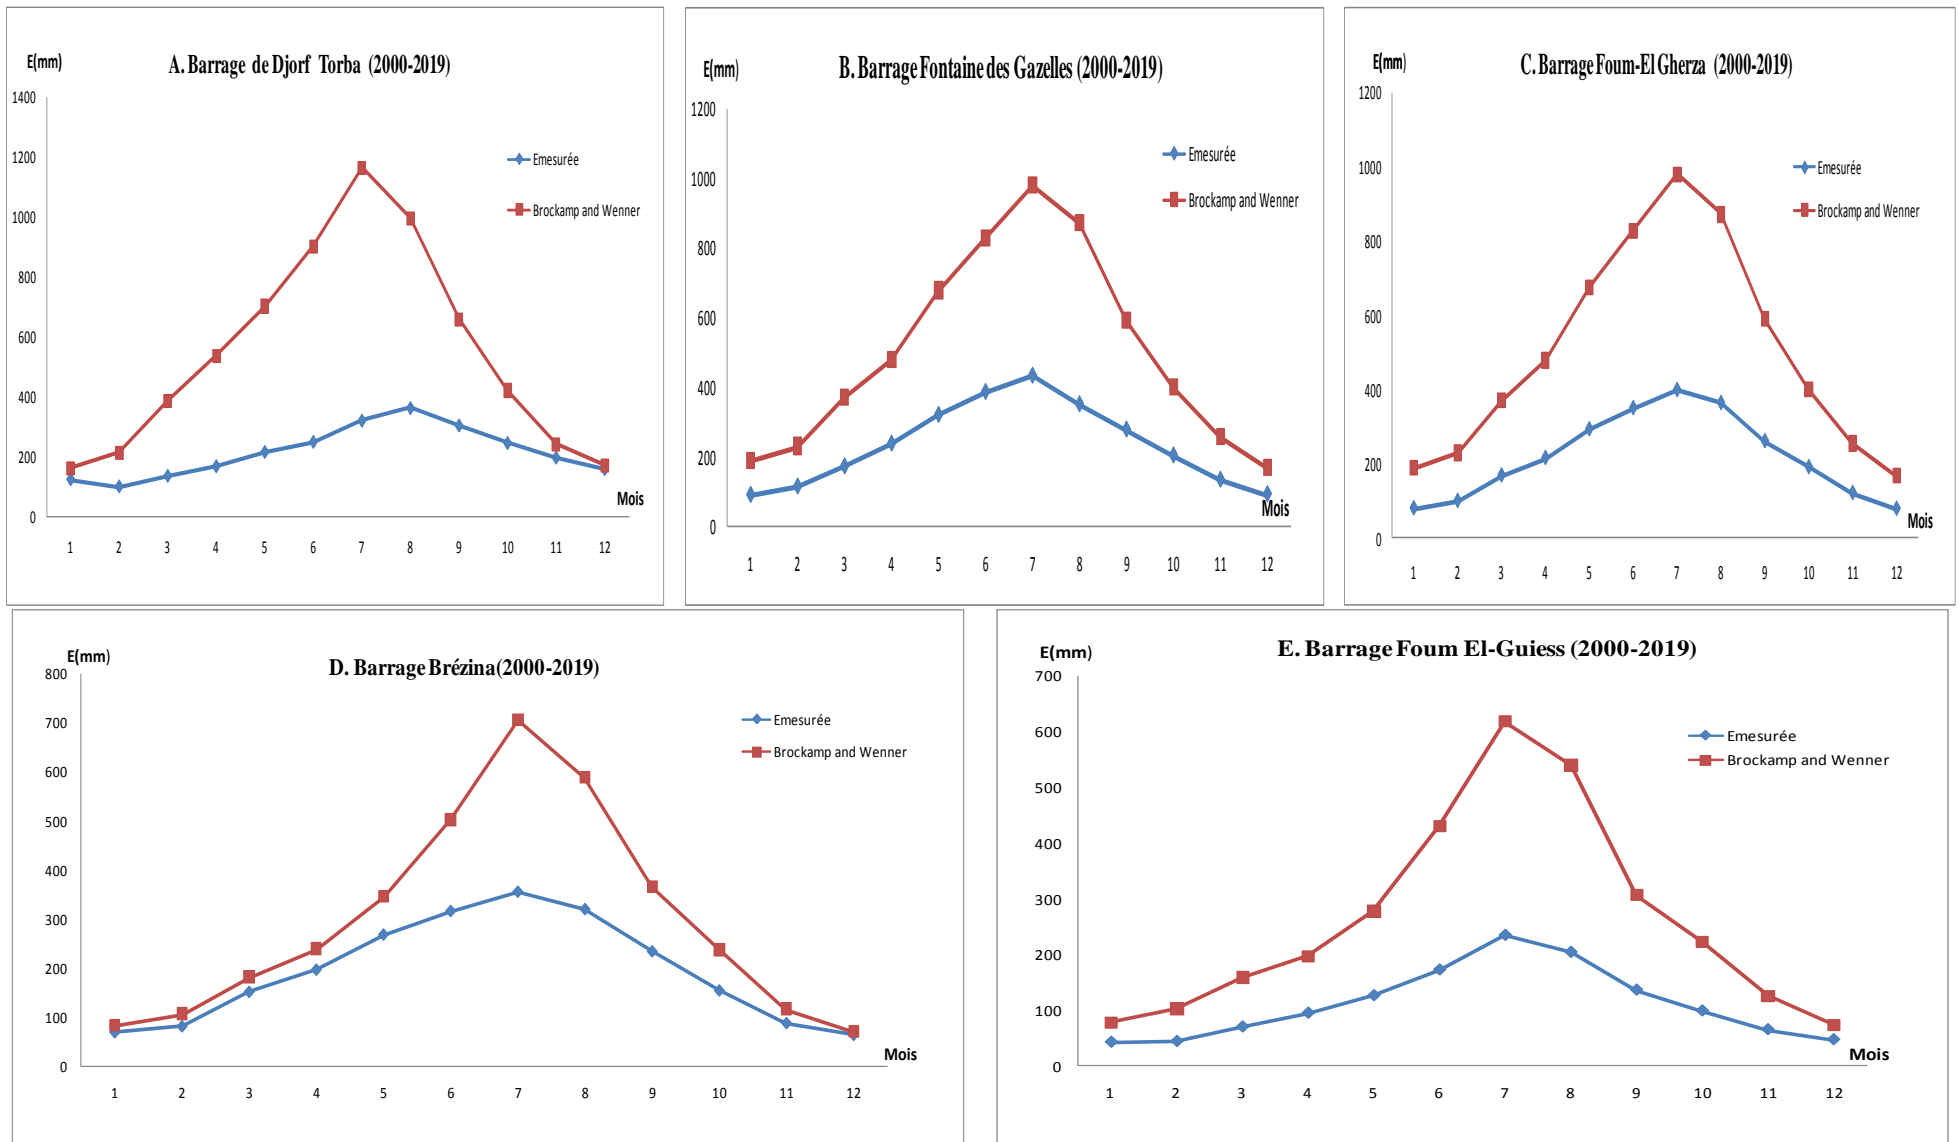 A. Barrage de Djorf Torba (2000-2019)
E(mm)
1400
1200
1000
800
600
400
200
0
Emesurée
Brockamp and Wenner
Mois
1 2 3 4 5 6 7 8 9 10 11 12
B. Barrage Fontaine des Gazelles (2000-2019)
E(mm)
1200
1000
800
600
400
200
0
Emesurée
Brockamp and Wenner
Mois
1 2 3 4 5 6 7 8 9 10 11 12
C. Barrage Foum-El Gherza (2000-2019)
E(mm)
1200
1000
800
600
400
200
0
Emesurée
Brockamp and Wenner
Mois
1 2 3 4 5 6 7 8 9 10 11 12
D. Barrage Brézina(2000-2019)
E(mm)
800
700
600
500
400
300
200
100
0
Emesurée
Brockamp and Wenner
Mois
1 2 3 4 5 6 7 8 9 10 11 12
E. Barrage Foum El-Guiess (2000-2019)
E(mm)
700
600
500
400
300
200
100
0
Emesurée
Brockamp and Wenner
Mois
1 2 3 4 5 6 7 8 9 10 11 12